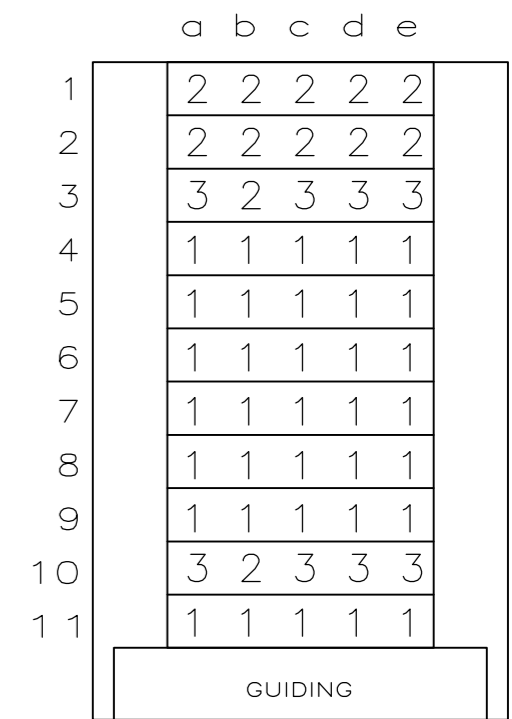 a b c d e
1 2 2 2 2 2
2 2 2 2 2 2
3 3 2 3 3 3
4 1 1 1 1 1
5 1 1 1 1 1
6 1 1 1 1 1
7 1 1 1 1 1
8 1 1 1 1 1
9 1 1 1 1 1
10 3 2 3 3 3
11 1 1 1 1 1
GUIDING